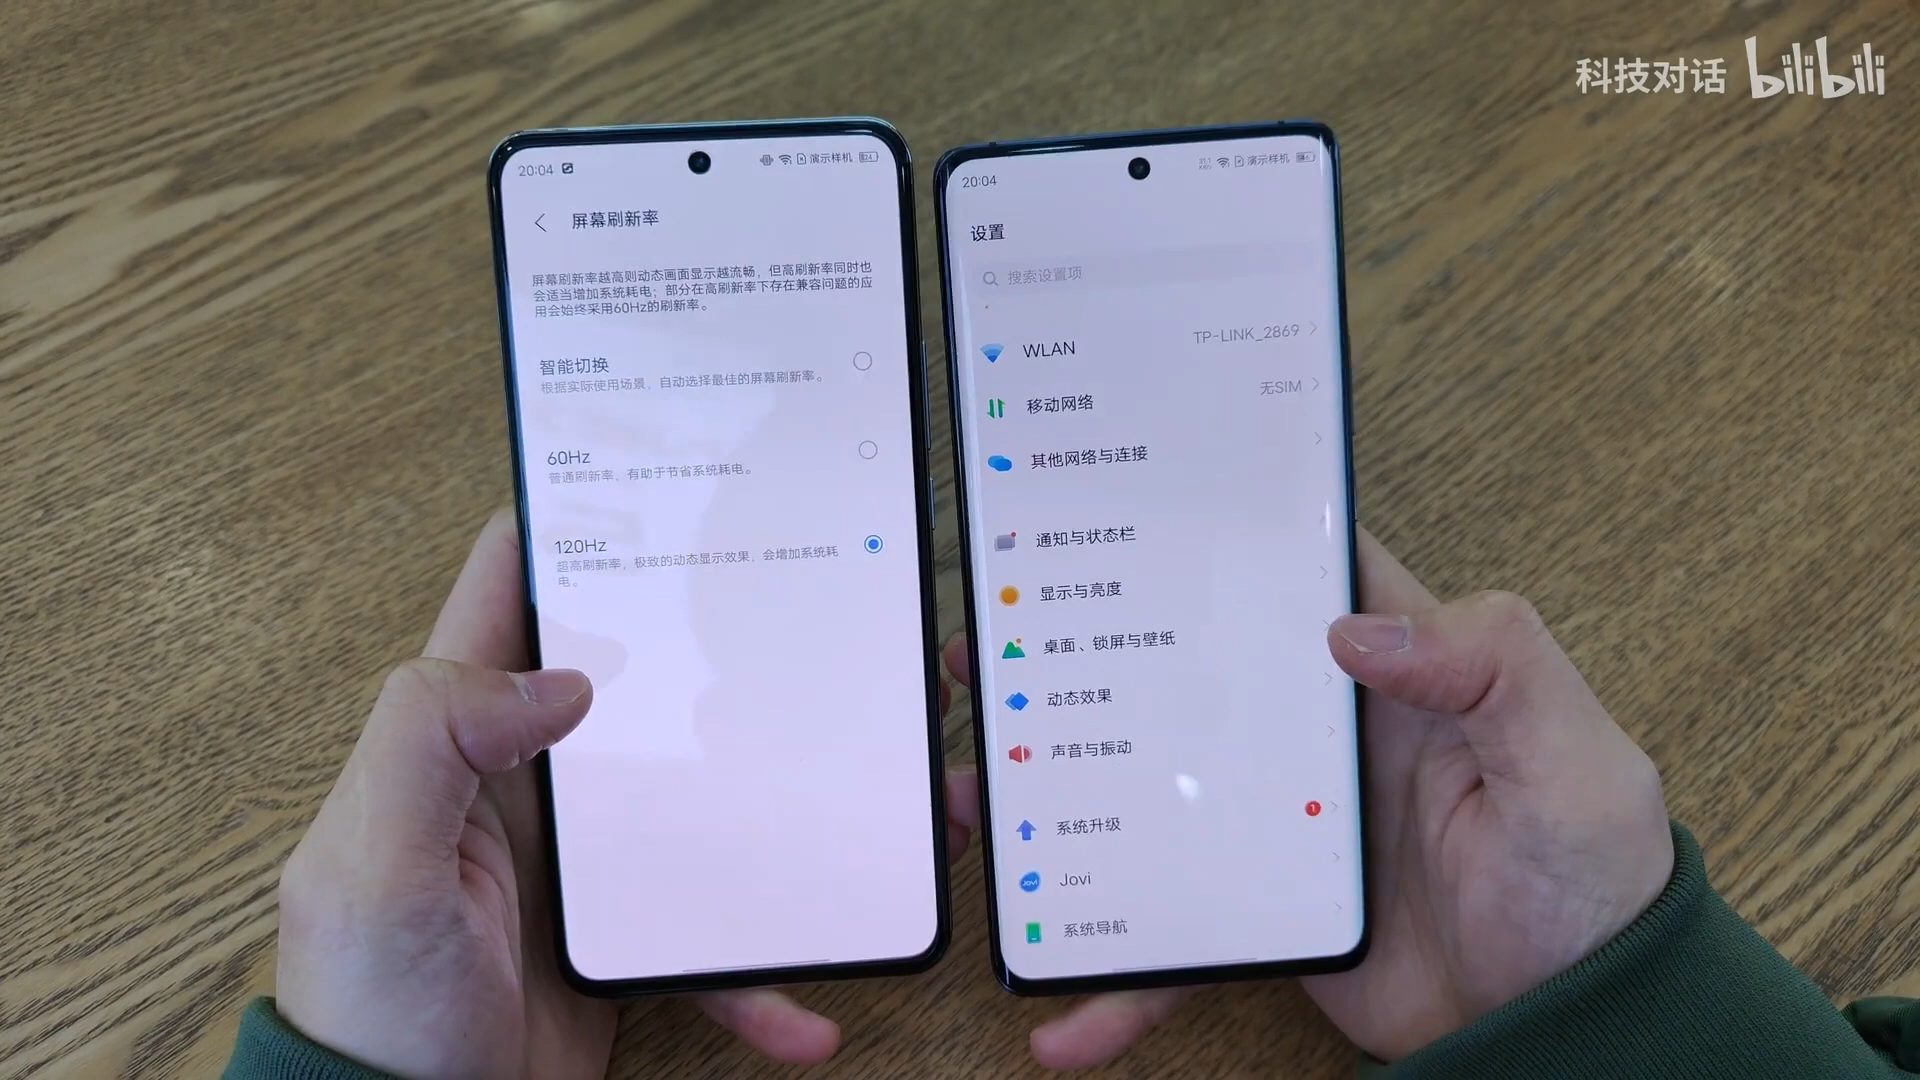 科技对话 bilibili
20:04
演示样机
屏幕刷新率
屏幕刷新率越高则动态画面显示越流畅，但高刷新率同时也
会适当增加系统耗电；部分在高刷新率下存在兼容问题的应
用会始终采用60Hz的刷新率。
智能切换
根据实际使用场景，自动选择最佳的屏幕刷新率。
60Hz
普通刷新率，有助于节省系统耗电。
120Hz
超高刷新率，极致的动态显示效果，会增加系统耗
电。
20:04
演示样机
设置
搜索设置项
WLAN TP-LINK_2869
移动网络 无SIM
其他网络与连接
通知与状态栏
显示与亮度
桌面、锁屏与壁纸
动态效果
声音与振动
系统升级 1
Jovi
系统导航